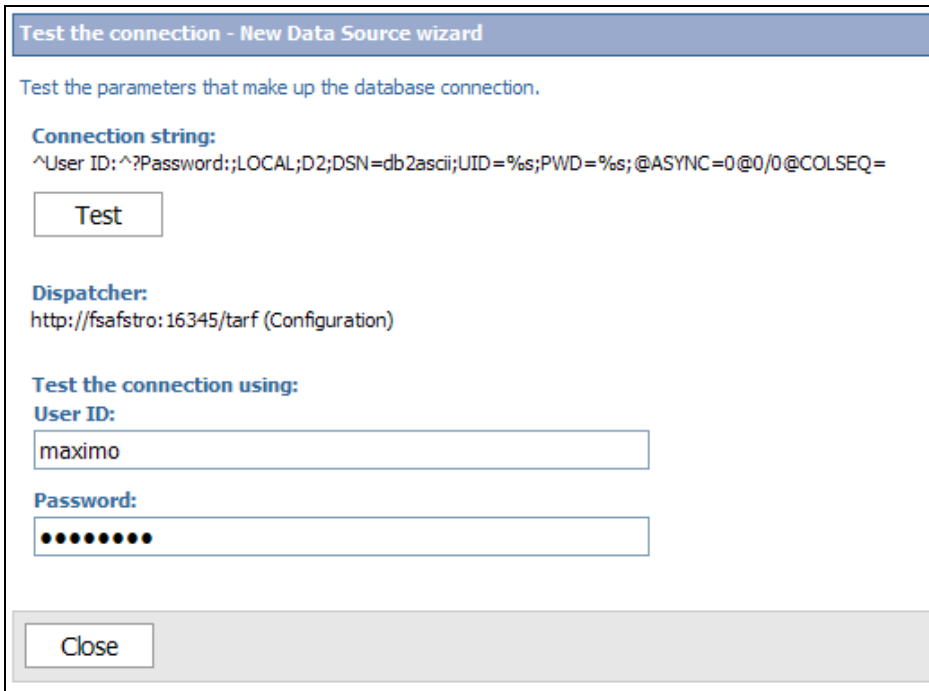 Test the connection - New Data Source wizard
Test the parameters that make up the database connection.
Connection string:
^User ID:^?Password:;LOCAL;D2;DSN=db2ascii;UID=%s;PWD=%s;@ASYNC=0@0/0@COLSEQ=
Test
Dispatcher:
http://fsafstro:16345/tarf (Configuration)
Test the connection using:
User ID:
maximo
Password:
●●●●●●●●
Close